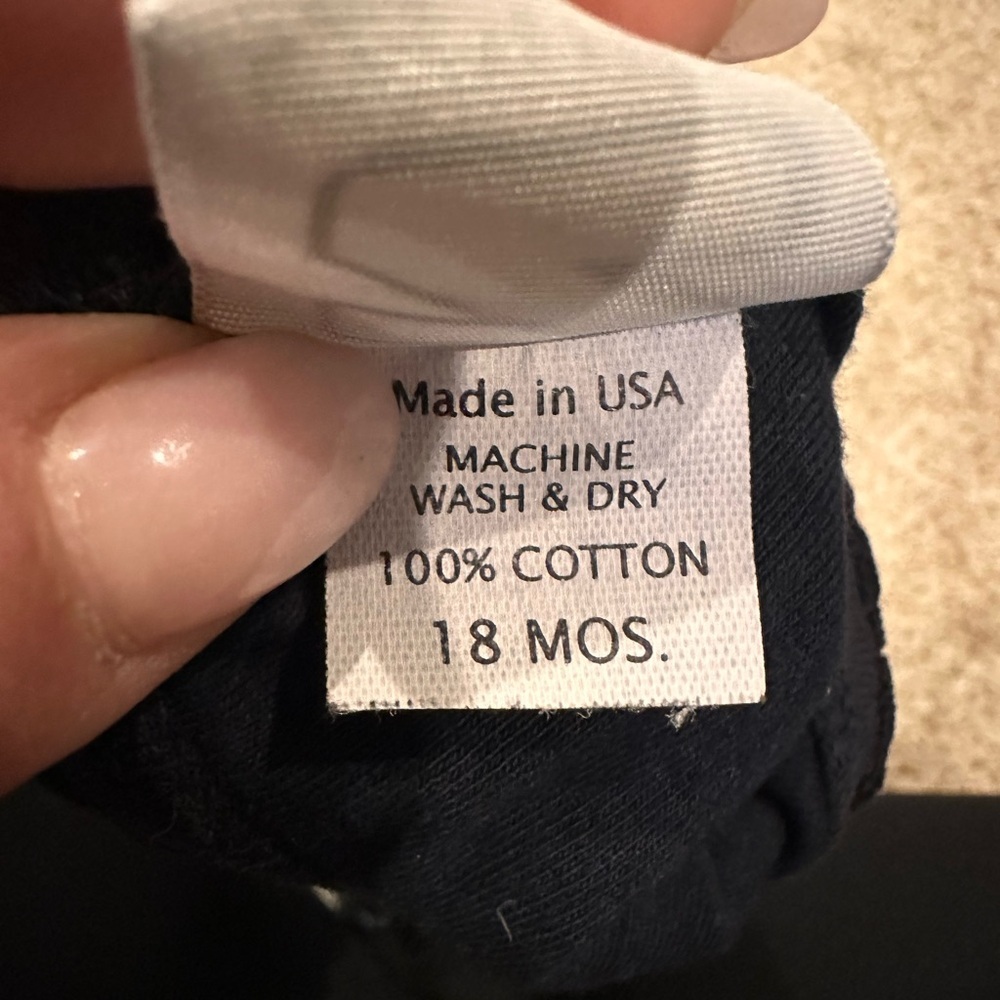 Made in USA
MACHINE
WASH & DRY
100% COTTON
18 MOS.